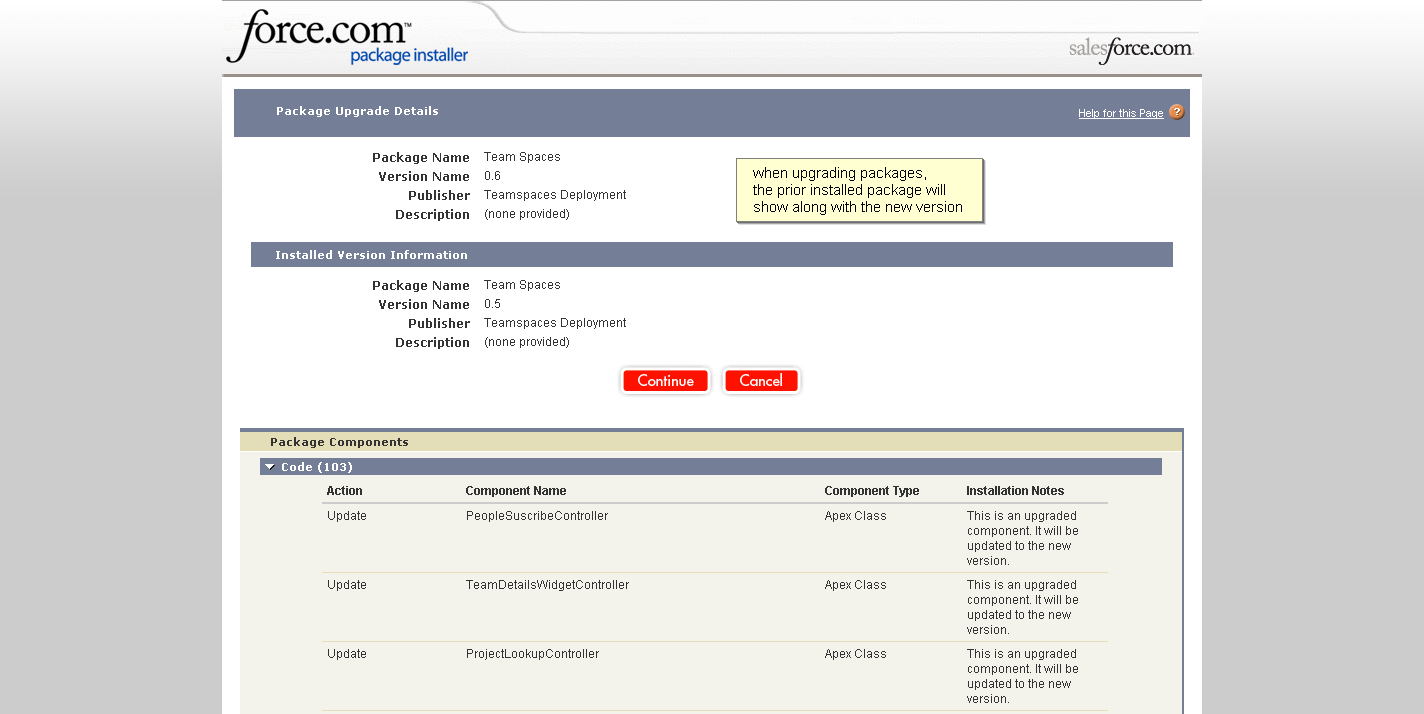 force.com™
package installer
salesforce.com
Package Upgrade Details
Help for this Page ?
Package Name Team Spaces
Version Name 0.6
Publisher Teamspaces Deployment
Description (none provided)
when upgrading packages,
the prior installed package will
show along with the new version
Installed Version Information
Package Name Team Spaces
Version Name 0.5
Publisher Teamspaces Deployment
Description (none provided)
Continue Cancel
Package Components
Code (103)
Action Component Name Component Type Installation Notes
Update PeopleSuscribeController Apex Class This is an upgraded
component. It will be
updated to the new
version.
Update TeamDetailsWidgetController Apex Class This is an upgraded
component. It will be
updated to the new
version.
Update ProjectLookupController Apex Class This is an upgraded
component. It will be
updated to the new
version.